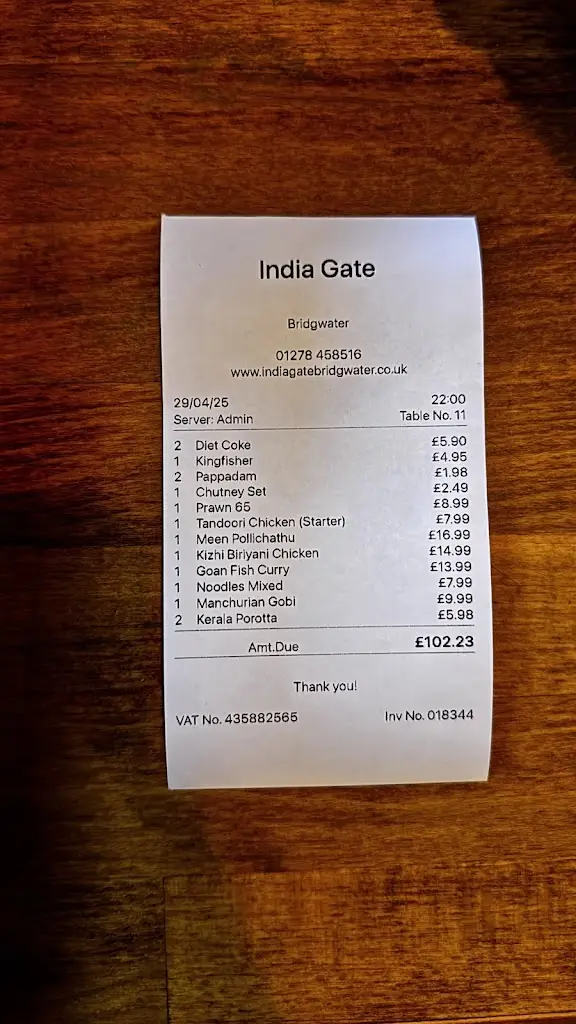 India Gate
Bridgwater
01278 458516
www.indiagatebridgwater.co.uk
29/04/25 22:00
Server: Admin Table No. 11
2 Diet Coke £5.90
1 Kingfisher £4.95
2 Pappadam £1.98
1 Chutney Set £2.49
1 Prawn 65 £8.99
1 Tandoori Chicken (Starter) £7.99
1 Meen Pollichathu £16.99
1 Kizhi Biriyani Chicken £14.99
1 Goan Fish Curry £13.99
1 Noodles Mixed £7.99
1 Manchurian Gobi £9.99
2 Kerala Porotta £5.98
Amt.Due £102.23
Thank you!
VAT No. 435882565 Inv No. 018344